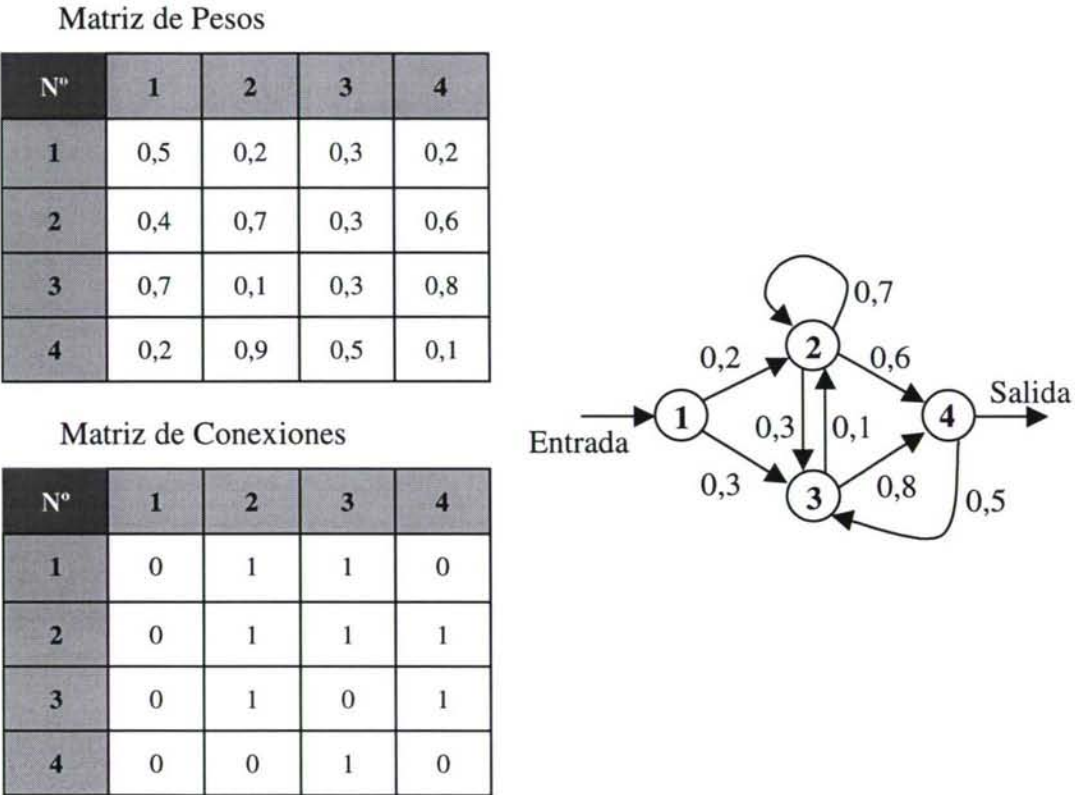 Matriz de Pesos
Nº 1 2 3 4
1 0,5 0,2 0,3 0,2
2 0,4 0,7 0,3 0,6
3 0,7 0,1 0,3 0,8
4 0,2 0,9 0,5 0,1
Matriz de Conexiones
Nº 1 2 3 4
1 0 1 1 0
2 0 1 1 1
3 0 1 0 1
4 0 0 1 0
0,7
2
0,2 0,6
Entrada 1 0,3 0,1 4 Salida
0,3 3 0,8 0,5